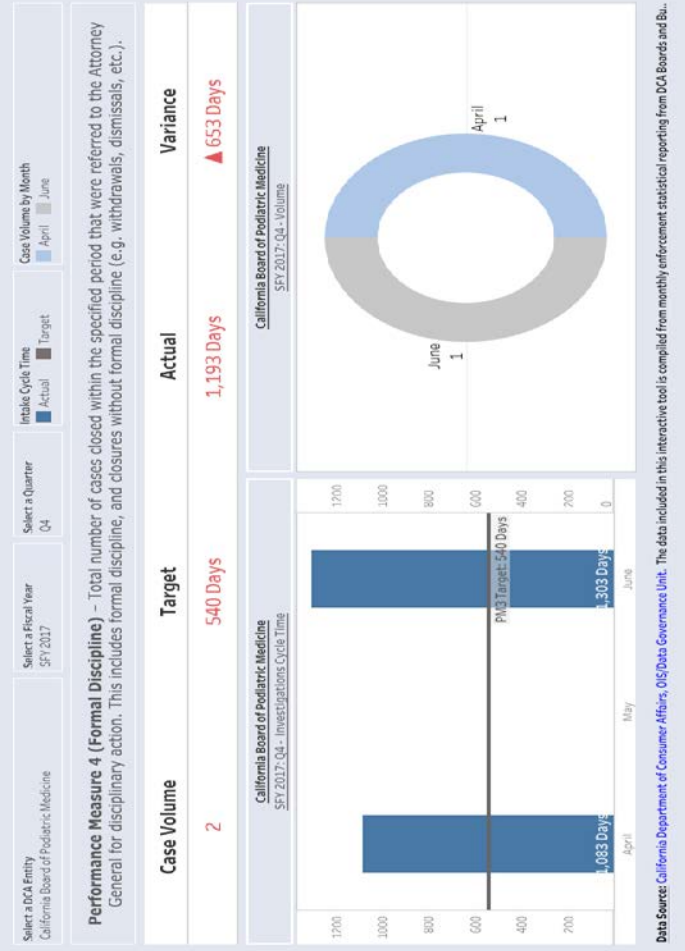 Select a DCA Entity
California Board of Podiatric Medicine
Select a Fiscal Year
SFY 2017
Select a Quarter
Q4
Intake Cycle Time
Actual
Target
Case Volume by Month
April
June
Performance Measure 4 (Formal Discipline) – Total number of cases closed within the specified period that were referred to the Attorney
General for disciplinary action. This includes formal discipline, and closures without formal discipline (e.g. withdrawals, dismissals, etc.).
Case Volume
Target
Actual
Variance
2
540 Days
1,193 Days
▲ 653 Days
California Board of Podiatric Medicine
SFY 2017: Q4 - Investigations Cycle Time
1200
1000
800
600
400
200
1,083 Days
1,303 Days
PM3 Target: 540 Days
1200
1000
800
600
400
200
0
April
May
June
California Board of Podiatric Medicine
SFY 2017: Q4 - Volume
June
1
April
1
Data Source: California Department of Consumer Affairs, OIS/Data Governance Unit. The data included in this interactive tool is compiled from monthly enforcement statistical reporting from DCA Boards and Bu..